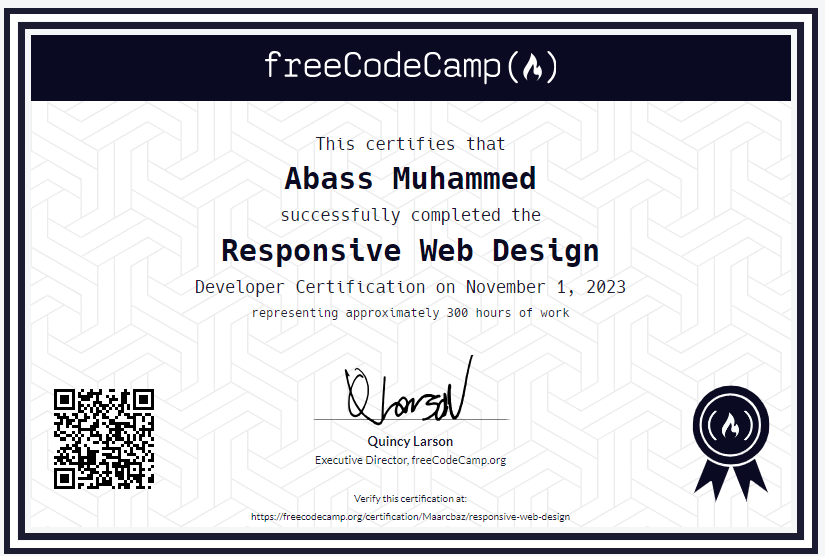 freeCodeCamp
This certifies that
Abass Muhammed
successfully completed the
Responsive Web Design
Developer Certification on November 1, 2023
representing approximately 300 hours of work
Q Larson
Quincy Larson
Executive Director, freeCodeCamp.org
Verify this certification at:
https://freecodecamp.org/certification/Maarcbaz/responsive-web-design